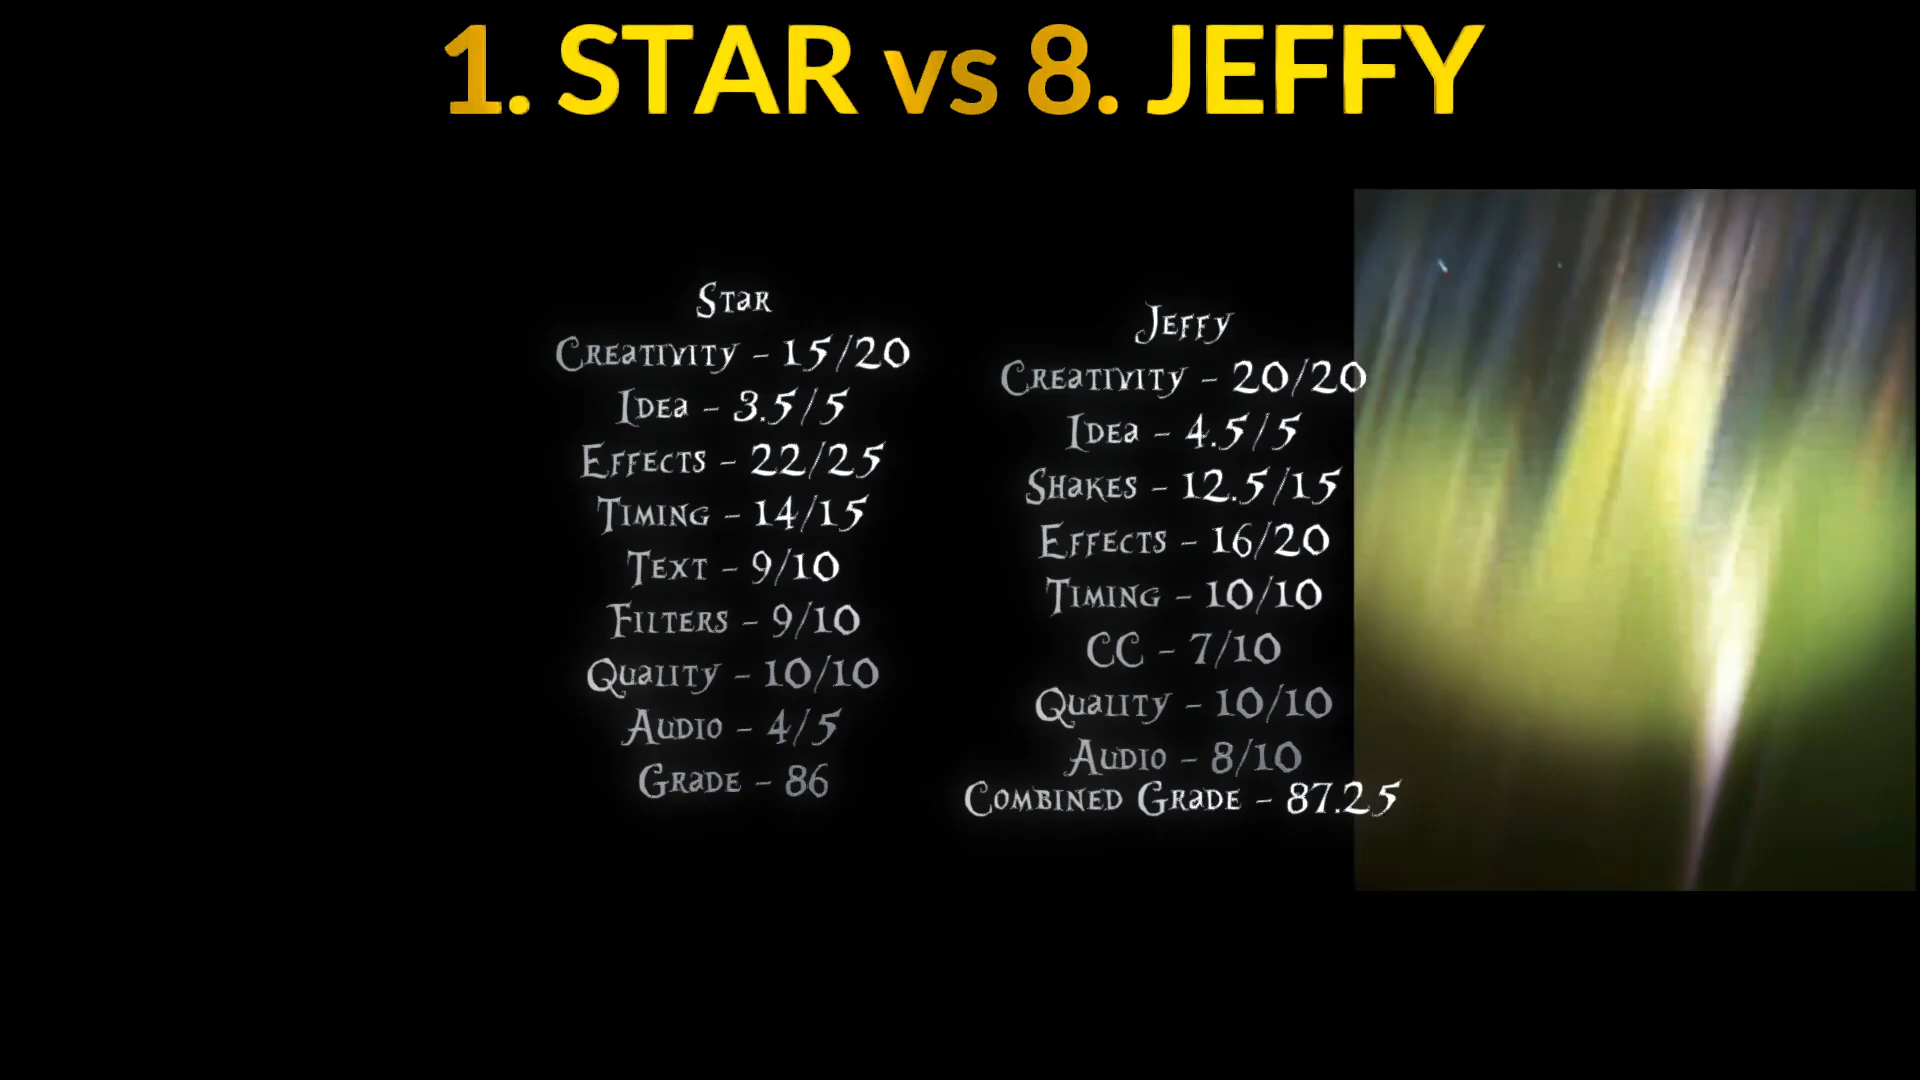 1. STAR vs 8. JEFFY
Star
Creativity - 15/20
Idea - 3.5/5
Effects - 22/25
Timing - 14/15
Text - 9/10
Filters - 9/10
Quality - 10/10
Audio - 4/5
Grade - 86
Jeffy
Creativity - 20/20
Idea - 4.5/5
Shakes - 12.5/15
Effects - 16/20
Timing - 10/10
CC - 7/10
Quality - 10/10
Audio - 8/10
Combined Grade - 87.25